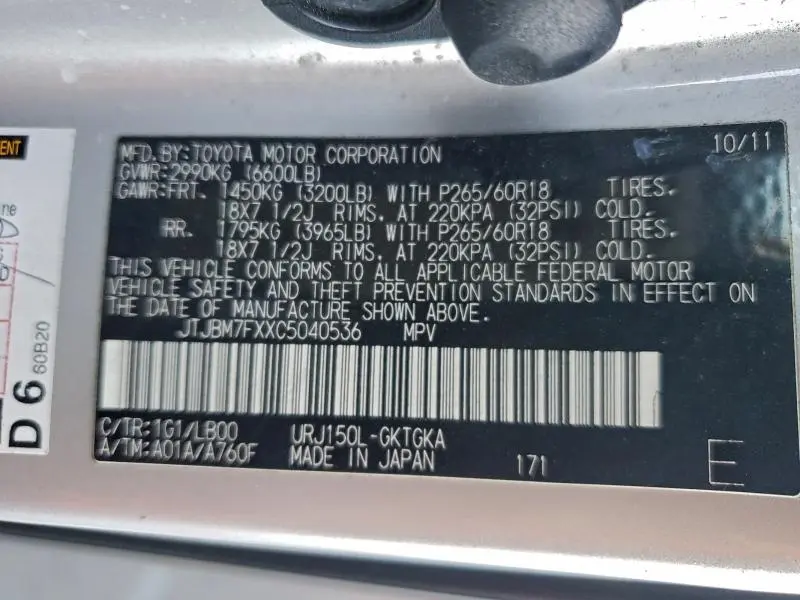 MFD.BY:TOYOTA MOTOR CORPORATION 10/11
GVWR:2990KG (6600LB)
GAWR:FRT. 1450KG (3200LB) WITH P265/60R18 TIRES.
18X7 1/2J RIMS. AT 220KPA (32PSI) COLD.
RR. 1795KG (3965LB) WITH P265/60R18 TIRES.
18X7 1/2J RIMS. AT 220KPA (32PSI) COLD.
THIS VEHICLE CONFORMS TO ALL APPLICABLE FEDERAL MOTOR
VEHICLE SAFETY AND THEFT PREVENTION STANDARDS IN EFFECT ON
THE DATE OF MANUFACTURE SHOWN ABOVE.
JTJBM7FXXC5040536 MPV
C/TR:1G1/LB00 URJ150L-GKTGKA
A/TM:A01A/A760F MADE IN JAPAN 171 E
D6
60B20